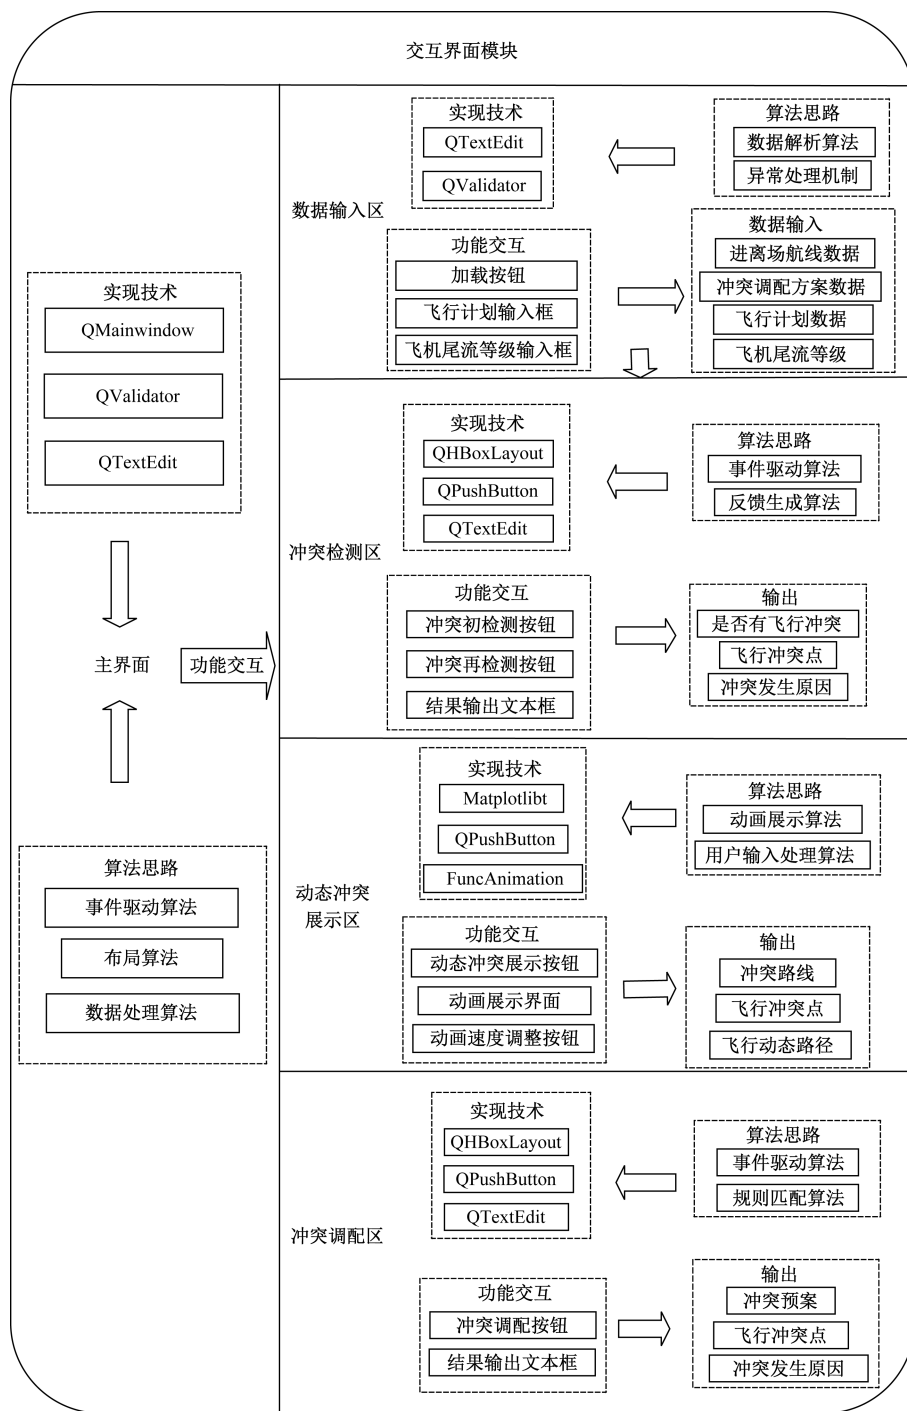 交互界面模块
实现技术
QMainwindow
QValidator
QTextEdit
主界面
功能交互
算法思路
事件驱动算法
布局算法
数据处理算法
数据输入区
实现技术
QTextEdit
QValidator
算法思路
数据解析算法
异常处理机制
功能交互
加载按钮
飞行计划输入框
飞机尾流等级输入框
数据输入
进离场航线数据
冲突调配方案数据
飞行计划数据
飞机尾流等级
冲突检测区
实现技术
QHBoxLayout
QPushButton
QTextEdit
算法思路
事件驱动算法
反馈生成算法
功能交互
冲突初检测按钮
冲突再检测按钮
结果输出文本框
输出
是否有飞行冲突
飞行冲突点
冲突发生原因
动态冲突
展示区
实现技术
Matplotlibt
QPushButton
FuncAnimation
算法思路
动画展示算法
用户输入处理算法
功能交互
动态冲突展示按钮
动画展示界面
动画速度调整按钮
输出
冲突路线
飞行冲突点
飞行动态路径
冲突调配区
实现技术
QHBoxLayout
QPushButton
QTextEdit
算法思路
事件驱动算法
规则匹配算法
功能交互
冲突调配按钮
结果输出文本框
输出
冲突预案
飞行冲突点
冲突发生原因